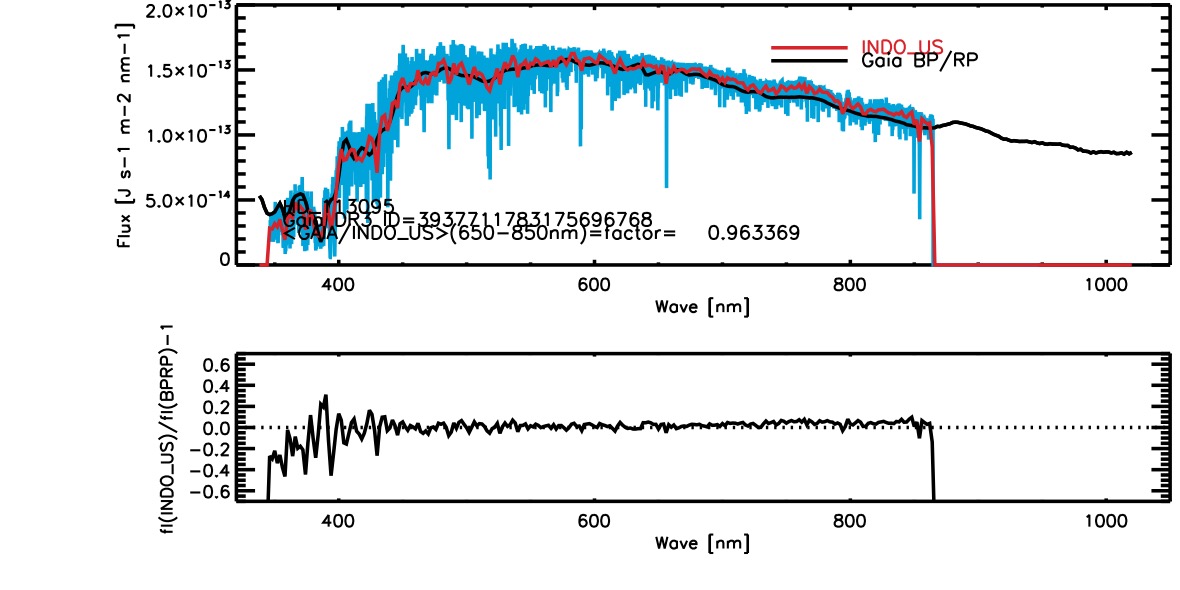 2.0×10⁻¹³
1.5×10⁻¹³
1.0×10⁻¹³
5.0×10⁻¹⁴
0
Flux [J s−1 m−2 nm−1]
INDO_US
Gaia BP/RP
113095
Gaia DR3 ID=3937711783175696768
<GAIA/INDO_US>(650−850nm)=factor= 0.963369
400 600 800 1000
Wave [nm]
fl(INDO_US)/fl(BPRP)−1
0.6
0.4
0.2
0.0
−0.2
−0.4
−0.6
400 600 800 1000
Wave [nm]